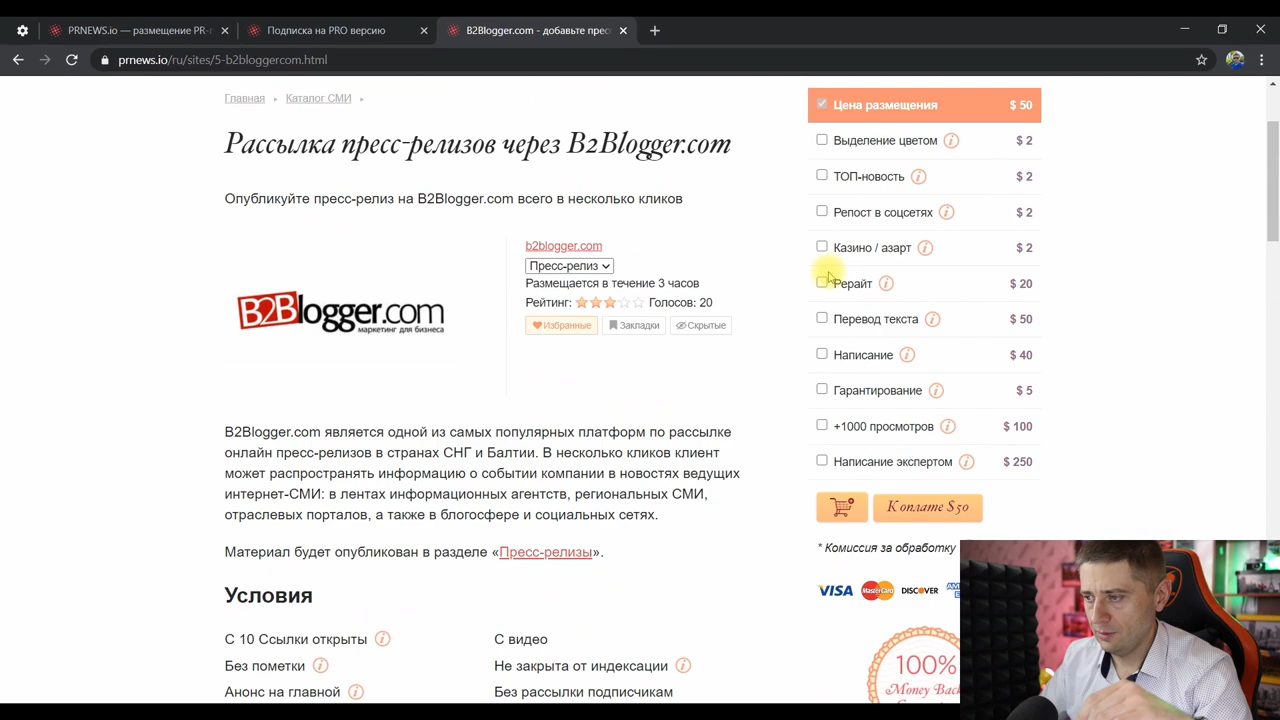 PRNEWS.io — размещение PR-
Подписка на PRO версию
B2Blogger.com - добавьте прес
prnews.io/ru/sites/5-b2bloggercom.html
Главная
Каталог СМИ
Рассылка пресс-релизов через B2Blogger.com
Опубликуйте пресс-релиз на B2Blogger.com всего в несколько кликов
B2Blogger.com
маркетинг для бизнеса
b2blogger.com
Пресс-релиз
Размещается в течение 3 часов
Рейтинг: Голосов: 20
Избранные Закладки Скрытые
B2Blogger.com является одной из самых популярных платформ по рассылке
онлайн пресс-релизов в странах СНГ и Балтии. В несколько кликов клиент
может распространять информацию о событии компании в новостях ведущих
интернет-СМИ: в лентах информационных агентств, региональных СМИ,
отраслевых порталов, а также в блогосфере и социальных сетях.
Материал будет опубликован в разделе «Пресс-релизы».
Условия
С 10 Ссылки открыты
С видео
Без пометки
Не закрыта от индексации
Анонс на главной
Без рассылки подписчикам
Цена размещения $ 50
Выделение цветом $ 2
ТОП-новость $ 2
Репост в соцсетях $ 2
Казино / азарт $ 2
Рерайт $ 20
Перевод текста $ 50
Написание $ 40
Гарантирование $ 5
+1000 просмотров $ 100
Написание экспертом $ 250
К оплате $50
* Комиссия за обработку
VISA MasterCard DISCOVER
100%
Money Back